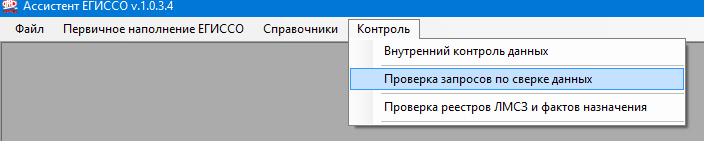 Ассистент ЕГИССО v.1.0.3.4
Файл Первичное наполнение ЕГИССО Справочники Контроль
Внутренний контроль данных
Проверка запросов по сверке данных
Проверка реестров ЛМСЗ и фактов назначения